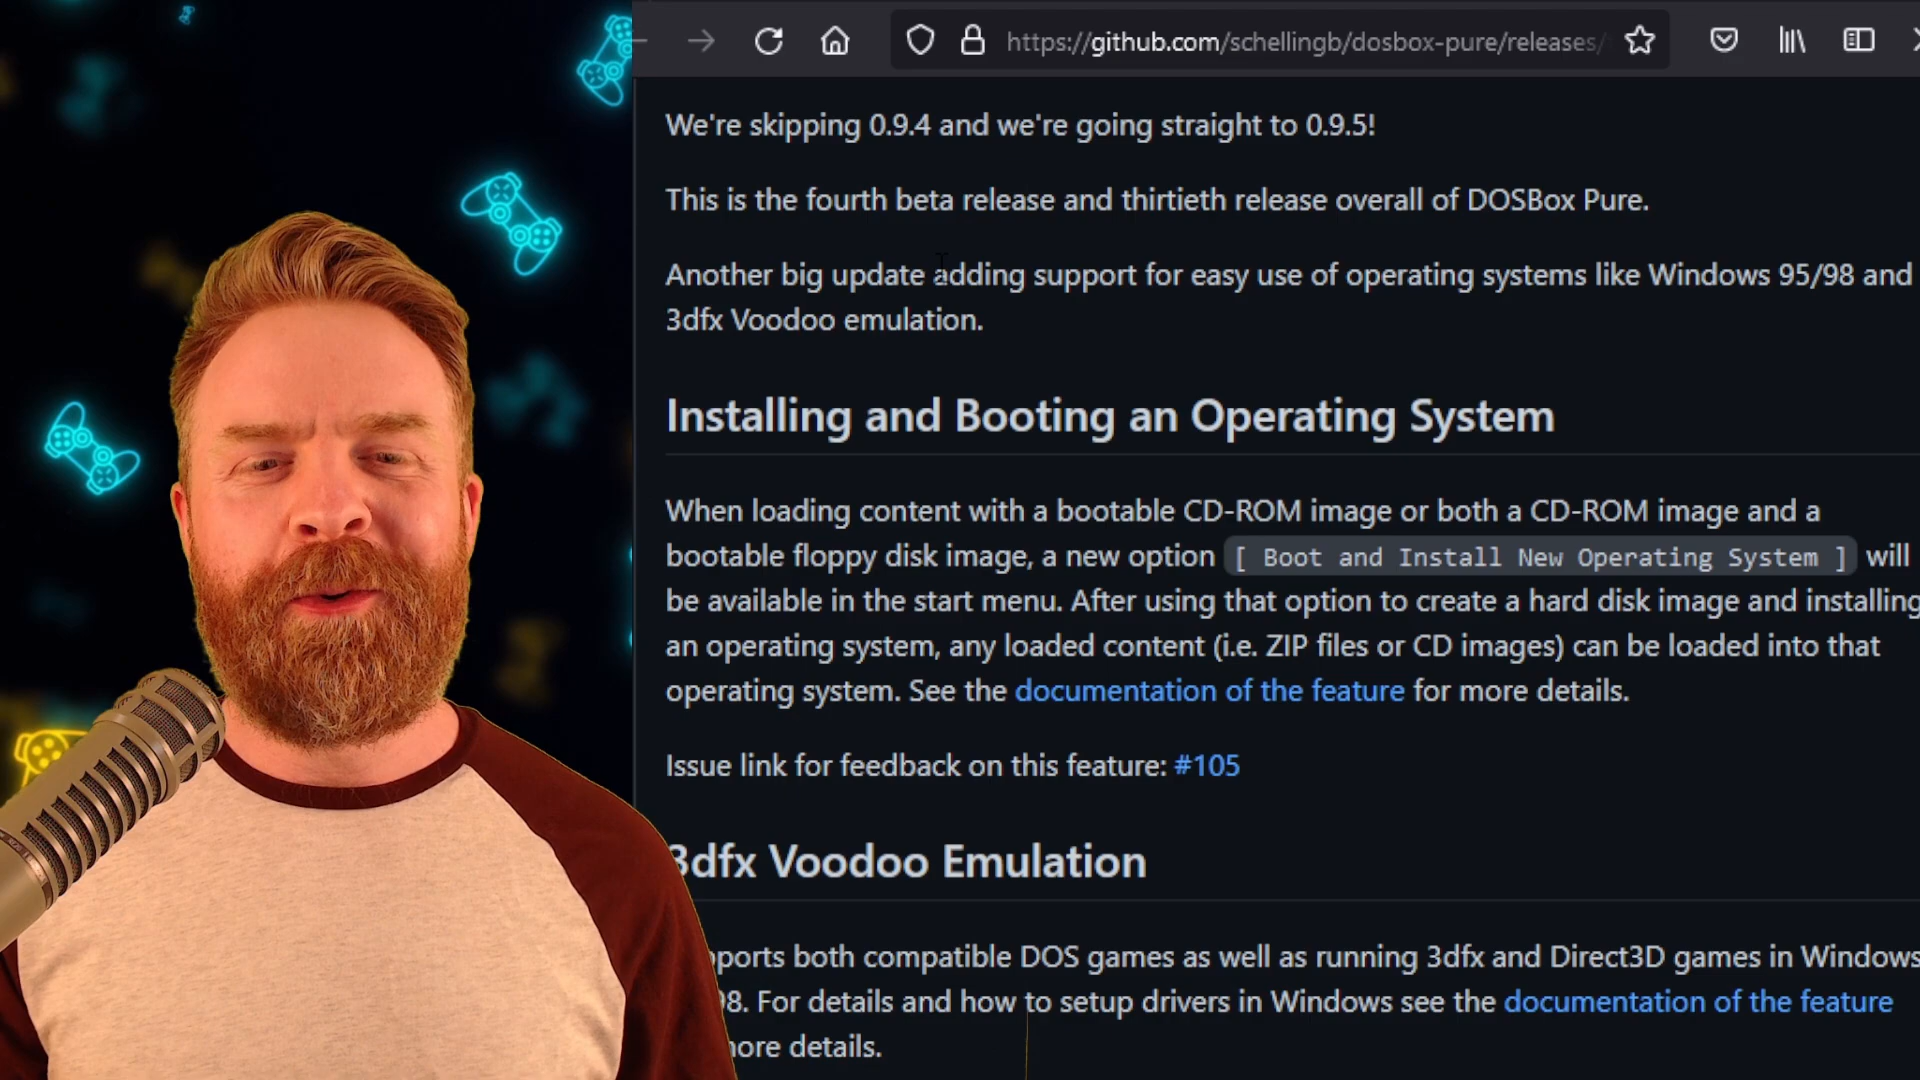 https://github.com/schellingb/dosbox-pure/releases/
We're skipping 0.9.4 and we're going straight to 0.9.5!
This is the fourth beta release and thirtieth release overall of DOSBox Pure.
Another big update adding support for easy use of operating systems like Windows 95/98 and
3dfx Voodoo emulation.
Installing and Booting an Operating System
When loading content with a bootable CD-ROM image or both a CD-ROM image and a
bootable floppy disk image, a new option [ Boot and Install New Operating System ] will
be available in the start menu. After using that option to create a hard disk image and installing
an operating system, any loaded content (i.e. ZIP files or CD images) can be loaded into that
operating system. See the documentation of the feature for more details.
Issue link for feedback on this feature: #105
3dfx Voodoo Emulation
both compatible DOS games as well as running 3dfx and Direct3D games in Windows
For details and how to setup drivers in Windows see the documentation of the feature
details.